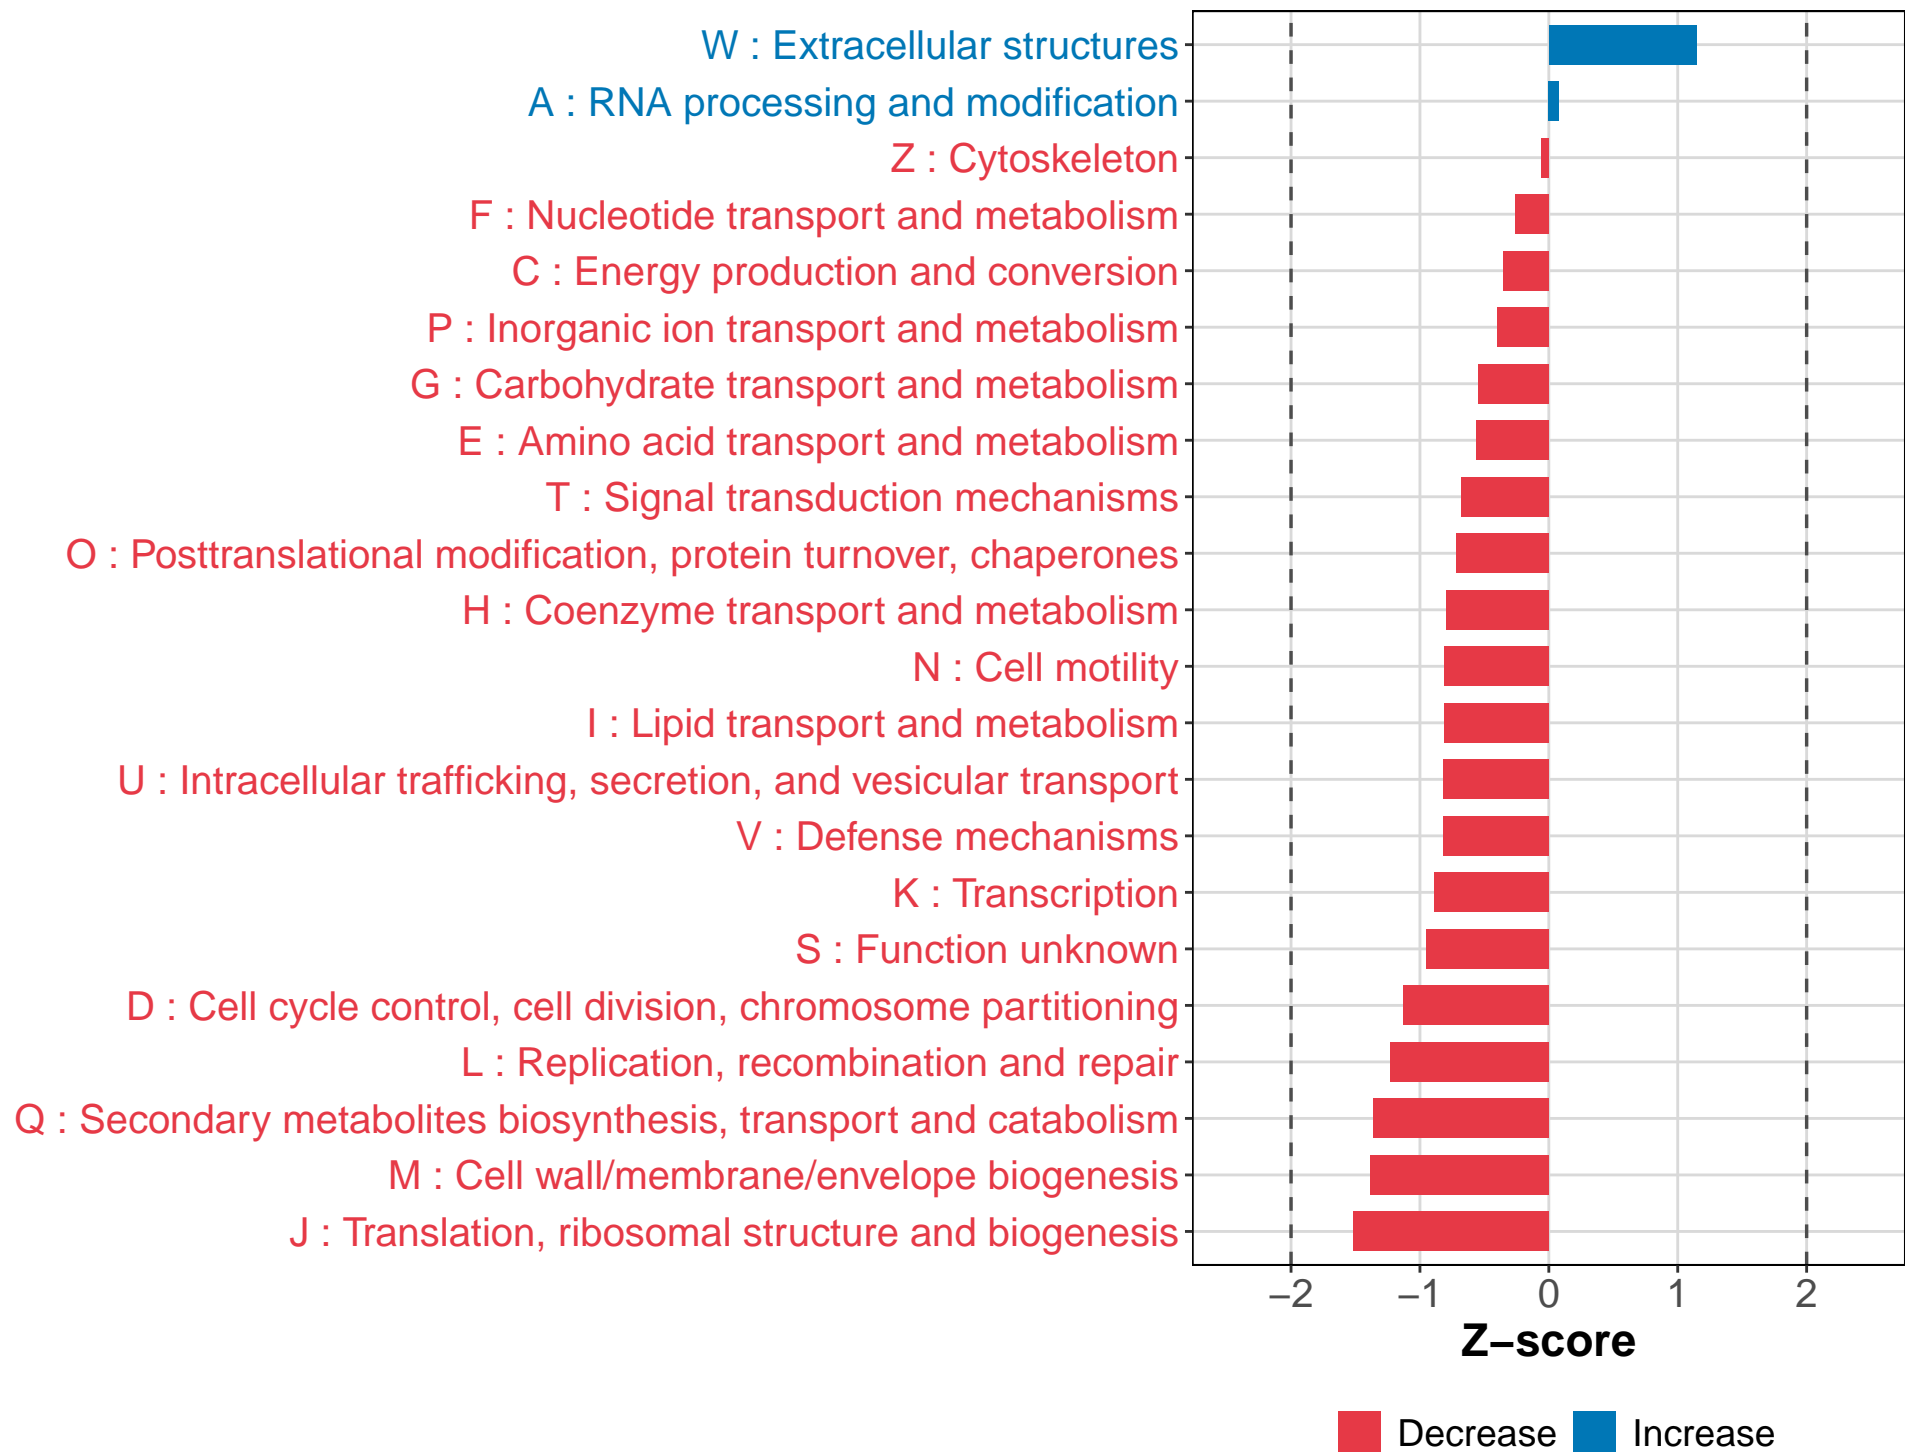 W : Extracellular structures
A : RNA processing and modification
Z : Cytoskeleton
F : Nucleotide transport and metabolism
C : Energy production and conversion
P : Inorganic ion transport and metabolism
G : Carbohydrate transport and metabolism
E : Amino acid transport and metabolism
T : Signal transduction mechanisms
O : Posttranslational modification, protein turnover, chaperones
H : Coenzyme transport and metabolism
N : Cell motility
I : Lipid transport and metabolism
U : Intracellular trafficking, secretion, and vesicular transport
V : Defense mechanisms
K : Transcription
S : Function unknown
D : Cell cycle control, cell division, chromosome partitioning
L : Replication, recombination and repair
Q : Secondary metabolites biosynthesis, transport and catabolism
M : Cell wall/membrane/envelope biogenesis
J : Translation, ribosomal structure and biogenesis
−2 −1 0 1 2
Z−score
Decrease Increase